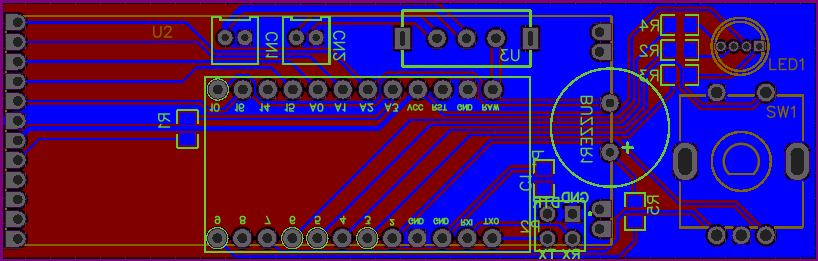 U2
CN1
CN2
U3
R4
R2
R3
LED1
10 16 14 15 A0 A1 A2 A3 VCC RST GND RAW
SW1
BUZZER1
R1
+
C1
9 8 7 6 5 4 3 2 GND GND RXI TXO
GND
DTR
P2
R5
RX TX